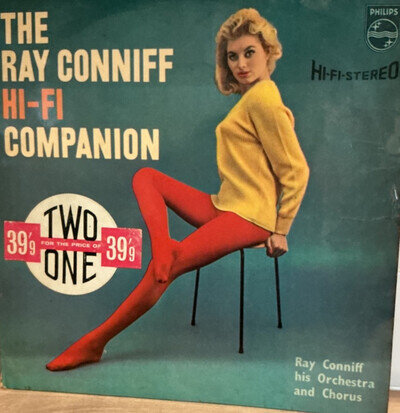 THE
RAY CONNIFF
HI-FI
COMPANION
PHILIPS
HI-FI-STEREO
TWO
FOR THE PRICE OF
ONE
39'9
39'9
Ray Conniff
his Orchestra
and Chorus